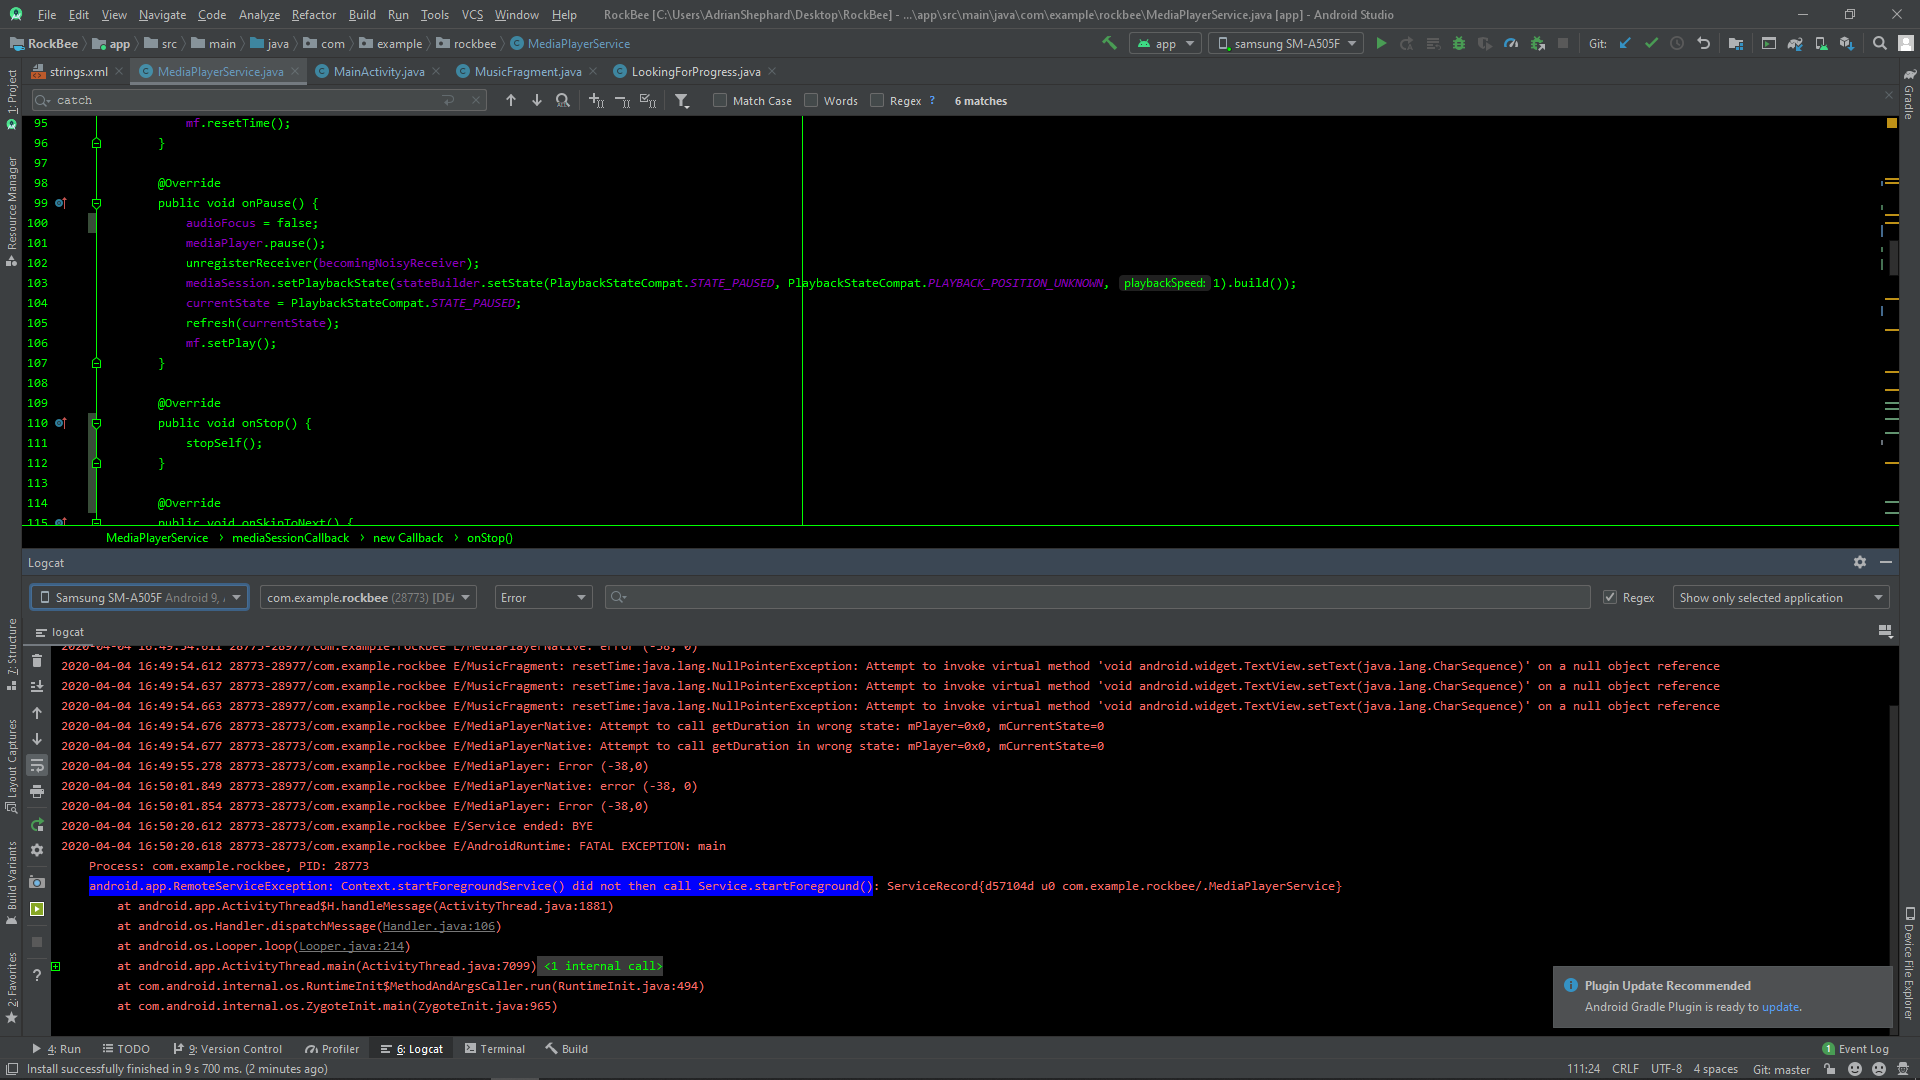 File Edit View Navigate Code Analyze Refactor Build Run Tools VCS Window Help RockBee [C:\Users\AdrianShephard\Desktop\RockBee] - ...\app\src\main\java\com\example\rockbee\MediaPlayerService.java [app] - Android Studio
RockBee app src main java com example rockbee MediaPlayerService app samsung SM-A505F Git:
strings.xml MediaPlayerService.java MainActivity.java MusicFragment.java LookingForProgress.java
catch Match Case Words Regex ? 6 matches
95 mf.resetTime();
96 }
97
98 @Override
99 public void onPause() {
100 audioFocus = false;
101 mediaPlayer.pause();
102 unregisterReceiver(becomingNoisyReceiver);
103 mediaSession.setPlaybackState(stateBuilder.setState(PlaybackStateCompat.STATE_PAUSED, PlaybackStateCompat.PLAYBACK_POSITION_UNKNOWN, playbackSpeed: 1).build());
104 currentState = PlaybackStateCompat.STATE_PAUSED;
105 refresh(currentState);
106 mf.setPlay();
107 }
108
109 @Override
110 public void onStop() {
111 stopSelf();
112 }
113
114 @Override
115 public void onSkipToNext() {
MediaPlayerService > mediaSessionCallback > new Callback > onStop()
Logcat
Samsung SM-A505F Android 9, com.example.rockbee (28773) [DEA Error Regex Show only selected application
logcat
2020-04-04 16:49:54.611 28773-28977/com.example.rockbee E/MediaPlayerNative: error (-38, 0)
2020-04-04 16:49:54.612 28773-28977/com.example.rockbee E/MusicFragment: resetTime:java.lang.NullPointerException: Attempt to invoke virtual method 'void android.widget.TextView.setText(java.lang.CharSequence)' on a null object reference
2020-04-04 16:49:54.637 28773-28977/com.example.rockbee E/MusicFragment: resetTime:java.lang.NullPointerException: Attempt to invoke virtual method 'void android.widget.TextView.setText(java.lang.CharSequence)' on a null object reference
2020-04-04 16:49:54.663 28773-28977/com.example.rockbee E/MusicFragment: resetTime:java.lang.NullPointerException: Attempt to invoke virtual method 'void android.widget.TextView.setText(java.lang.CharSequence)' on a null object reference
2020-04-04 16:49:54.676 28773-28977/com.example.rockbee E/MediaPlayerNative: Attempt to call getDuration in wrong state: mPlayer=0x0, mCurrentState=0
2020-04-04 16:49:54.677 28773-28977/com.example.rockbee E/MediaPlayerNative: Attempt to call getDuration in wrong state: mPlayer=0x0, mCurrentState=0
2020-04-04 16:49:55.278 28773-28773/com.example.rockbee E/MediaPlayer: Error (-38,0)
2020-04-04 16:50:01.849 28773-28773/com.example.rockbee E/MediaPlayerNative: error (-38, 0)
2020-04-04 16:50:01.854 28773-28773/com.example.rockbee E/MediaPlayer: Error (-38,0)
2020-04-04 16:50:20.612 28773-28773/com.example.rockbee E/Service ended: BYE
2020-04-04 16:50:20.618 28773-28773/com.example.rockbee E/AndroidRuntime: FATAL EXCEPTION: main
Process: com.example.rockbee, PID: 28773
android.app.RemoteServiceException: Context.startForegroundService() did not then call Service.startForeground(): ServiceRecord{d57104d u0 com.example.rockbee/.MediaPlayerService}
at android.app.ActivityThread$H.handleMessage(ActivityThread.java:1881)
at android.os.Handler.dispatchMessage(Handler.java:106)
at android.os.Looper.loop(Looper.java:214)
at android.app.ActivityThread.main(ActivityThread.java:7099) <1 internal call>
at com.android.internal.os.RuntimeInit$MethodAndArgsCaller.run(RuntimeInit.java:494)
at com.android.internal.os.ZygoteInit.main(ZygoteInit.java:965)
Plugin Update Recommended
Android Gradle Plugin is ready to update.
1: Project
Resource Manager
7: Structure
Layout Captures
Build Variants
2: Favorites
Gradle
Device File Explorer
4: Run TODO 9: Version Control Profiler 6: Logcat Terminal Build 1 Event Log
Install successfully finished in 9 s 700 ms. (2 minutes ago) 111:24 CRLF UTF-8 4 spaces Git: master